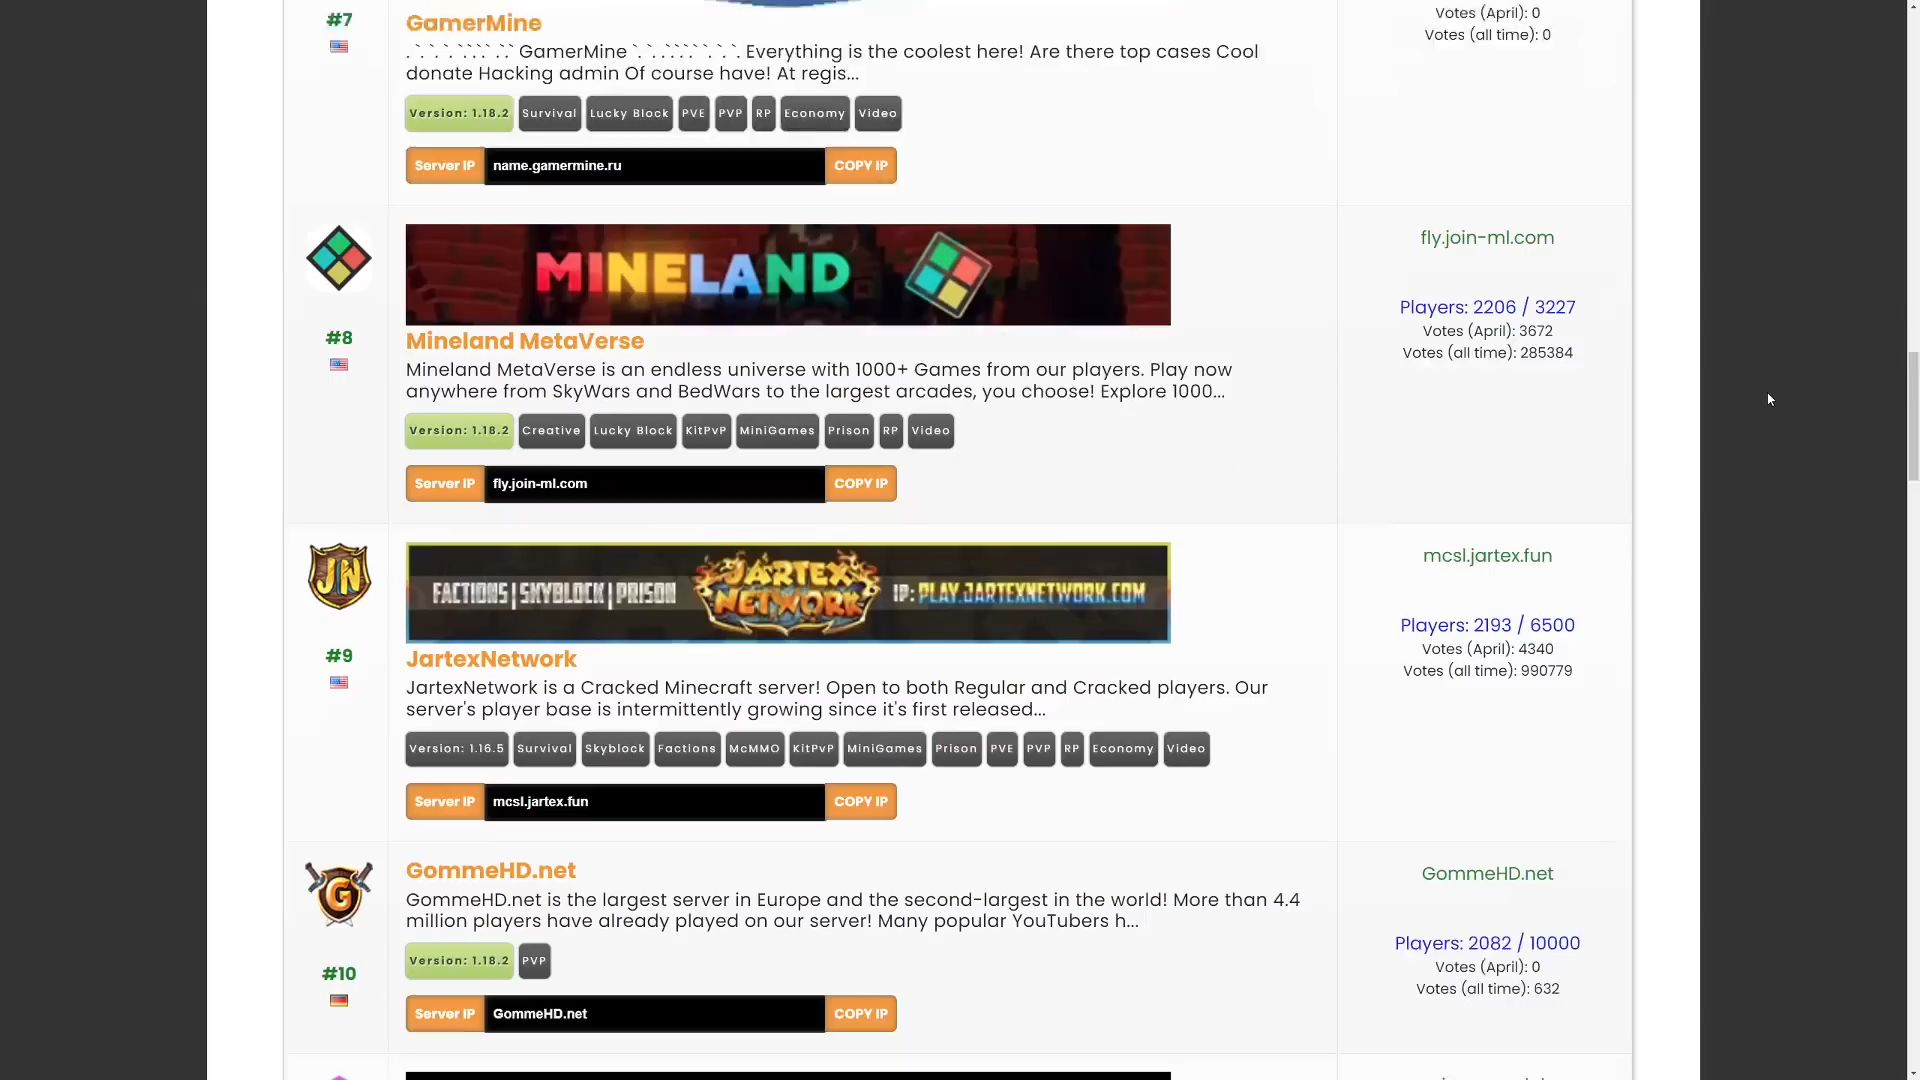 #7
GamerMine
. `. `. `. ```` `.`` GamerMine `. `. .````` `. `. `. Everything is the coolest here! Are there top cases Cool
donate Hacking admin Of course have! At regis...
Version: 1.18.2 Survival Lucky Block PVE PVP RP Economy Video
Server IP name.gamermine.ru COPY IP
Votes (April): 0
Votes (all time): 0
#8
MINELAND
Mineland MetaVerse
Mineland MetaVerse is an endless universe with 1000+ Games from our players. Play now
anywhere from SkyWars and BedWars to the largest arcades, you choose! Explore 1000...
Version: 1.18.2 Creative Lucky Block KitPvP MiniGames Prison RP Video
Server IP fly.join-ml.com COPY IP
fly.join-ml.com
Players: 2206 / 3227
Votes (April): 3672
Votes (all time): 285384
JN
#9
FACTIONS | SKYBLOCK | PRISON JARTEX NETWORK IP: PLAY.JARTEXNETWORK.COM
JartexNetwork
JartexNetwork is a Cracked Minecraft server! Open to both Regular and Cracked players. Our
server's player base is intermittently growing since it's first released...
Version: 1.16.5 Survival Skyblock Factions McMMO KitPvP MiniGames Prison PVE PVP RP Economy Video
Server IP mcsl.jartex.fun COPY IP
mcsl.jartex.fun
Players: 2193 / 6500
Votes (April): 4340
Votes (all time): 990779
G
#10
GommeHD.net
GommeHD.net is the largest server in Europe and the second-largest in the world! More than 4.4
million players have already played on our server! Many popular YouTubers h...
Version: 1.18.2 PVP
Server IP GommeHD.net COPY IP
GommeHD.net
Players: 2082 / 10000
Votes (April): 0
Votes (all time): 632